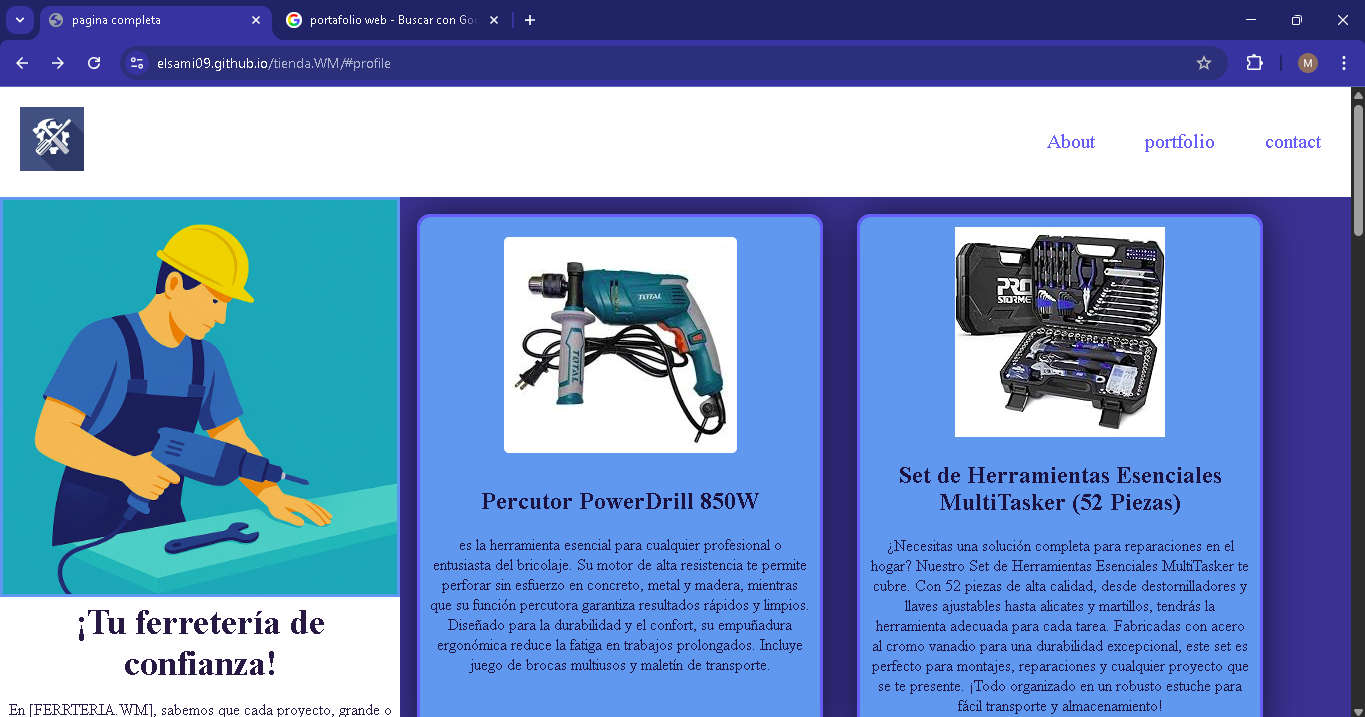 pagina completa
portafolio web - Buscar con Goo
elsami09.github.io/tienda.WM/#profile
M
About
portfolio
contact
TOTAL
TOTAL
Percutor PowerDrill 850W
es la herramienta esencial para cualquier profesional o
entusiasta del bricolaje. Su motor de alta resistencia te permite
perforar sin esfuerzo en concreto, metal y madera, mientras
que su función percutora garantiza resultados rápidos y limpios.
Diseñado para la durabilidad y el confort, su empuñadura
ergonómica reduce la fatiga en trabajos prolongados. Incluye
juego de brocas multiusos y maletín de transporte.
PRO
STORMER
Set de Herramientas Esenciales
MultiTasker (52 Piezas)
¿Necesitas una solución completa para reparaciones en el
hogar? Nuestro Set de Herramientas Esenciales MultiTasker te
cubre. Con 52 piezas de alta calidad, desde destornilladores y
llaves ajustables hasta alicates y martillos, tendrás la
herramienta adecuada para cada tarea. Fabricadas con acero
al cromo vanadio para una durabilidad excepcional, este set es
perfecto para montajes, reparaciones y cualquier proyecto que
se te presente. ¡Todo organizado en un robusto estuche para
fácil transporte y almacenamiento!
¡Tu ferretería de
confianza!
En [FERRTERIA.WM], sabemos que cada proyecto, grande o